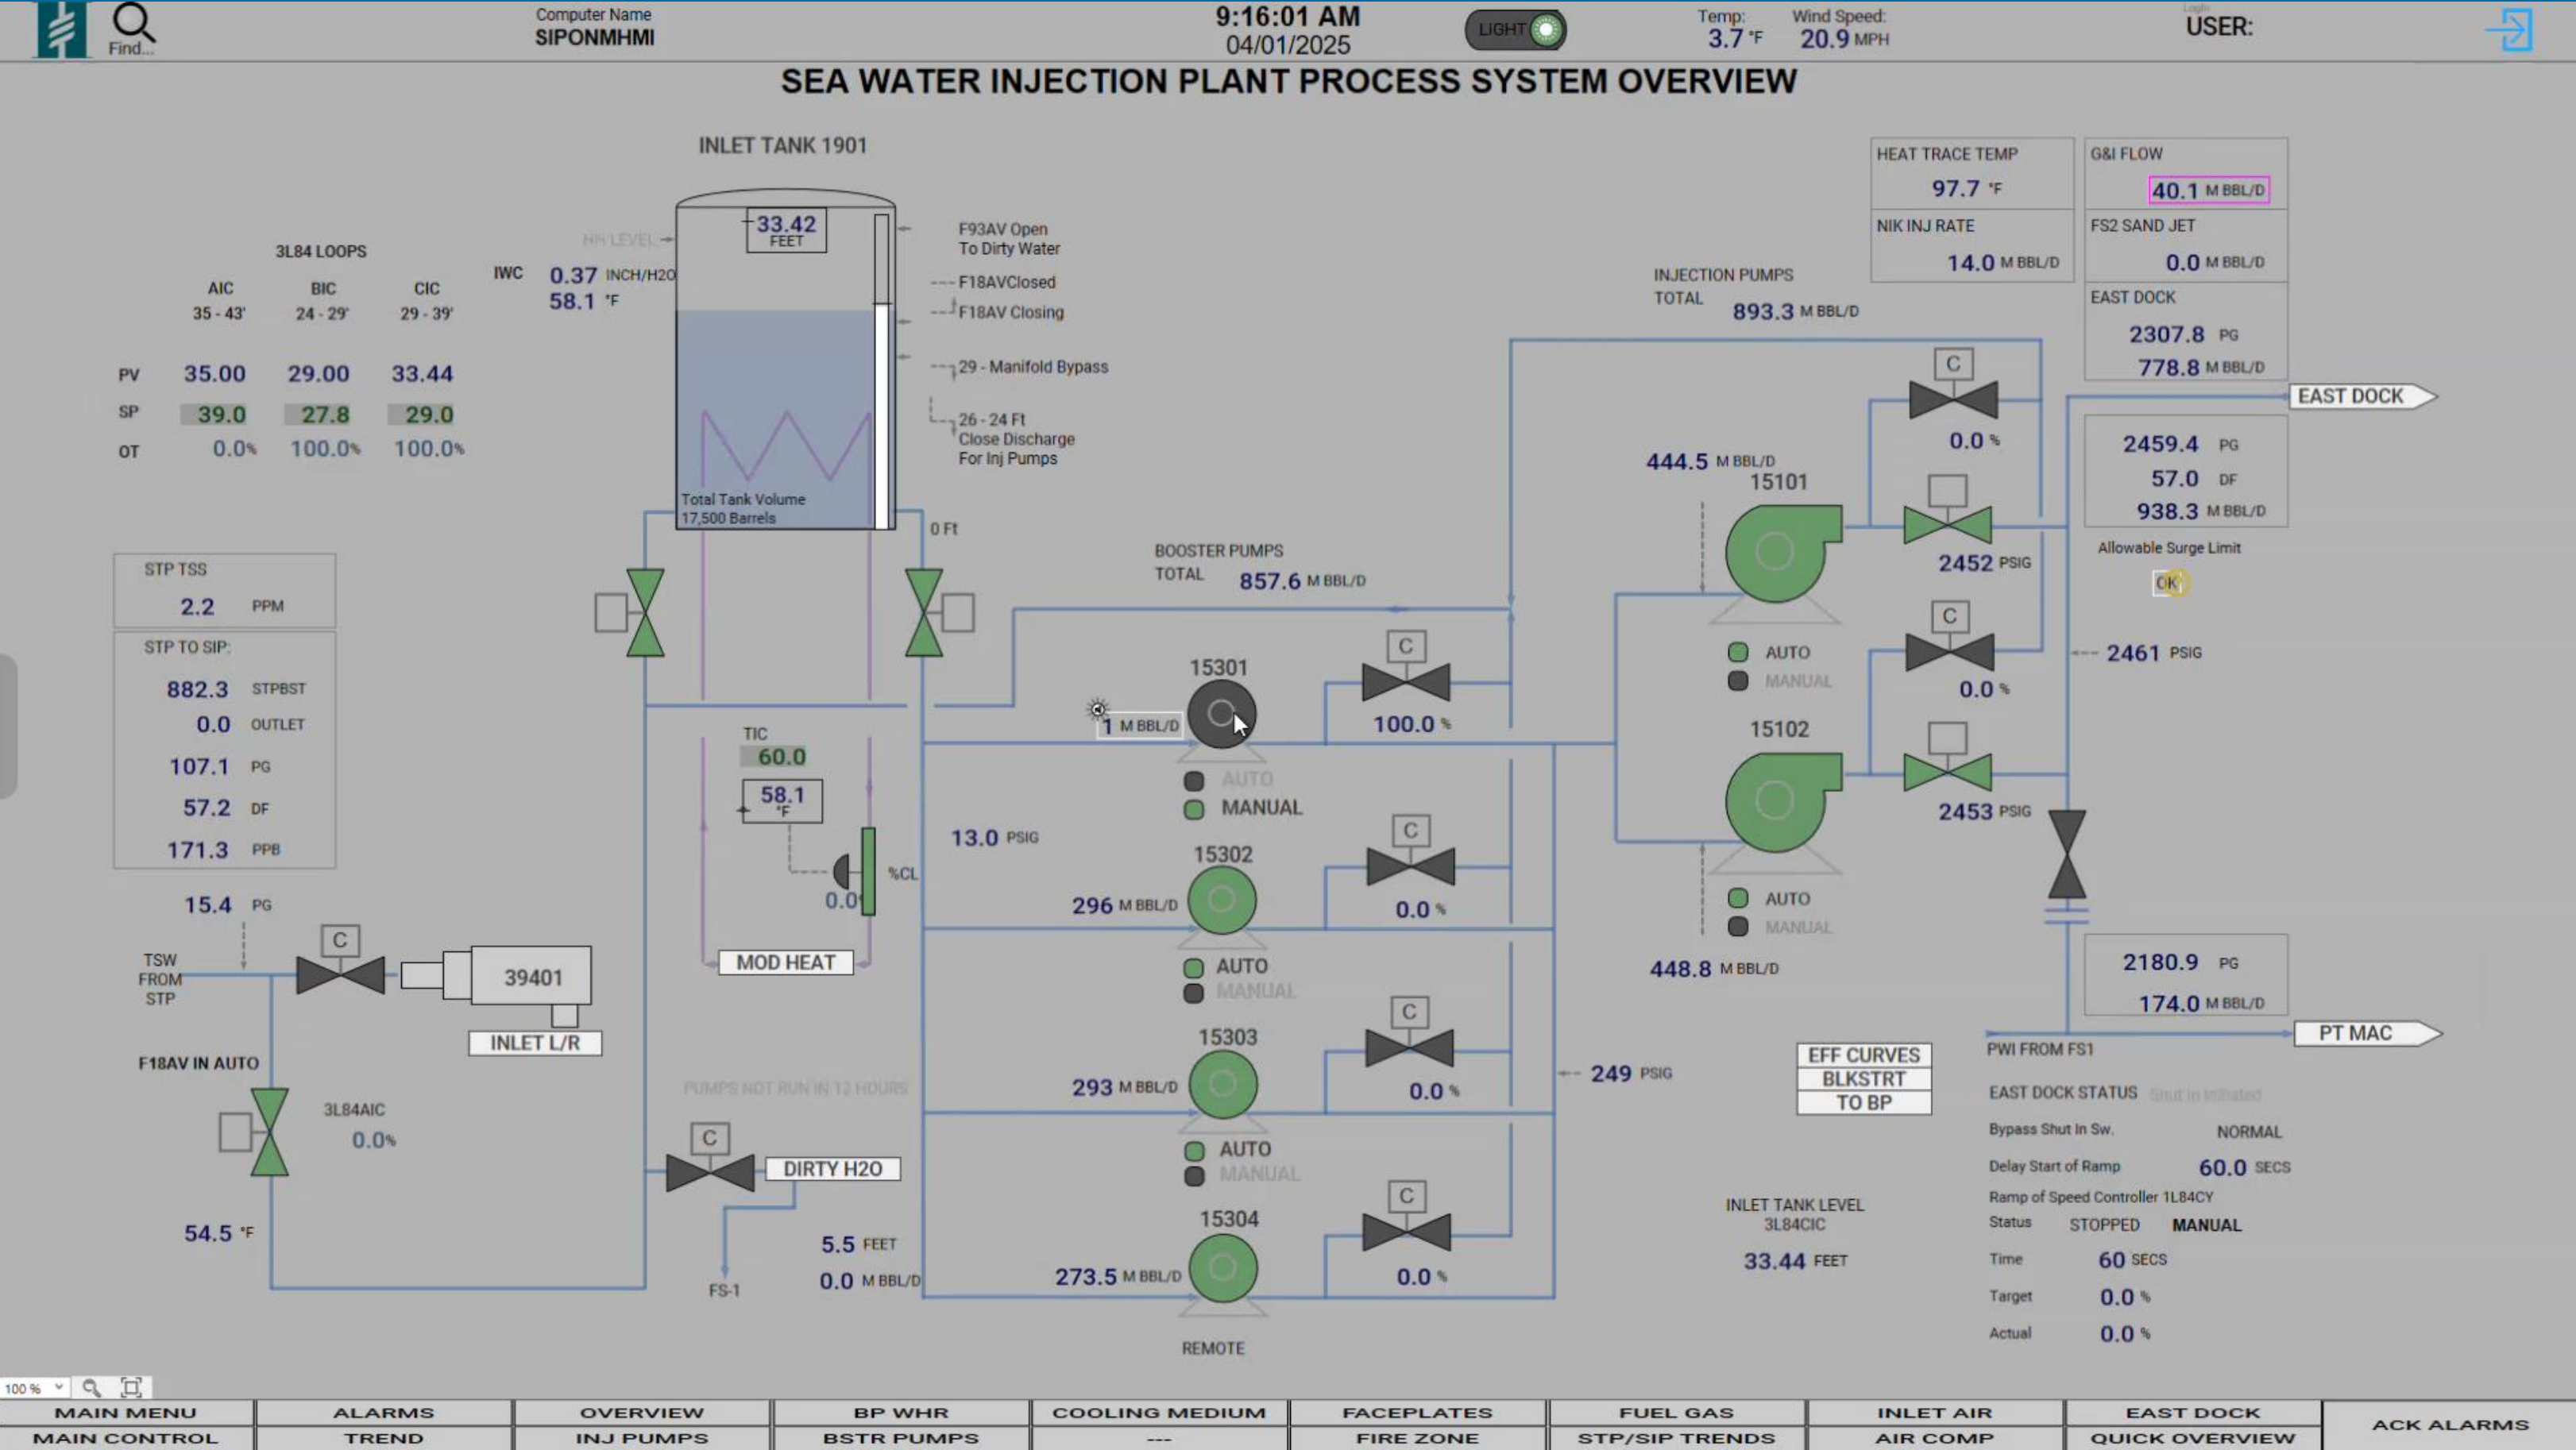 Find...
Computer Name
SIPONMHMI
9:16:01 AM
04/01/2025
LIGHT
Temp:
3.7 °F
Wind Speed:
20.9 MPH
Login
USER:
SEA WATER INJECTION PLANT PROCESS SYSTEM OVERVIEW
INLET TANK 1901
33.42
FEET
HH LEVEL
IWC 0.37 INCH/H2O
58.1 °F
F93AV Open
To Dirty Water
F18AVClosed
F18AV Closing
29 - Manifold Bypass
26 - 24 Ft
Close Discharge
For Inj Pumps
Total Tank Volume
17,500 Barrels
0 Ft
3L84 LOOPS
AIC BIC CIC
35 - 43' 24 - 29' 29 - 39'
PV 35.00 29.00 33.44
SP 39.0 27.8 29.0
OT 0.0% 100.0% 100.0%
STP TSS
2.2 PPM
STP TO SIP:
882.3 STPBST
0.0 OUTLET
107.1 PG
57.2 DF
171.3 PPB
15.4 PG
TSW
FROM
STP
C
39401
INLET L/R
F18AV IN AUTO
3L84AIC
0.0%
54.5 °F
TIC
60.0
58.1
°F
%CL
0.0
MOD HEAT
PUMPS NOT RUN IN 12 HOURS
C
DIRTY H2O
FS-1
5.5 FEET
0.0 M BBL/D
13.0 PSIG
BOOSTER PUMPS
TOTAL 857.6 M BBL/D
15301
1 M BBL/D
AUTO
MANUAL
C
100.0 %
15302
296 M BBL/D
AUTO
MANUAL
C
0.0 %
15303
293 M BBL/D
AUTO
MANUAL
C
0.0 %
15304
273.5 M BBL/D
REMOTE
C
0.0 %
249 PSIG
INJECTION PUMPS
TOTAL
893.3 M BBL/D
444.5 M BBL/D
15101
AUTO
MANUAL
C
0.0 %
2452 PSIG
15102
AUTO
MANUAL
448.8 M BBL/D
C
0.0 %
2453 PSIG
HEAT TRACE TEMP
97.7 °F
NIK INJ RATE
14.0 M BBL/D
G&I FLOW
40.1 M BBL/D
FS2 SAND JET
0.0 M BBL/D
EAST DOCK
2307.8 PG
778.8 M BBL/D
EAST DOCK
2459.4 PG
57.0 DF
938.3 M BBL/D
Allowable Surge Limit
OK
2461 PSIG
2180.9 PG
174.0 M BBL/D
PT MAC
PWI FROM FS1
EFF CURVES
BLKSTRT
TO BP
EAST DOCK STATUS Shut In Initiated
Bypass Shut In Sw. NORMAL
Delay Start of Ramp 60.0 SECS
Ramp of Speed Controller 1L84CY
Status STOPPED MANUAL
Time 60 SECS
Target 0.0 %
Actual 0.0 %
INLET TANK LEVEL
3L84CIC
33.44 FEET
100 %
MAIN MENU ALARMS OVERVIEW BP WHR COOLING MEDIUM FACEPLATES FUEL GAS INLET AIR EAST DOCK ACK ALARMS
MAIN CONTROL TREND INJ PUMPS BSTR PUMPS --- FIRE ZONE STP/SIP TRENDS AIR COMP QUICK OVERVIEW